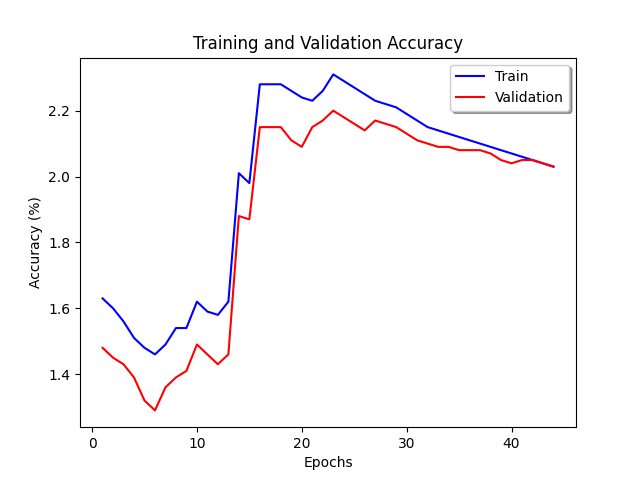 Training and Validation Accuracy
Train
Validation
Accuracy (%)
2.2
2.0
1.8
1.6
1.4
0
10
20
30
40
Epochs